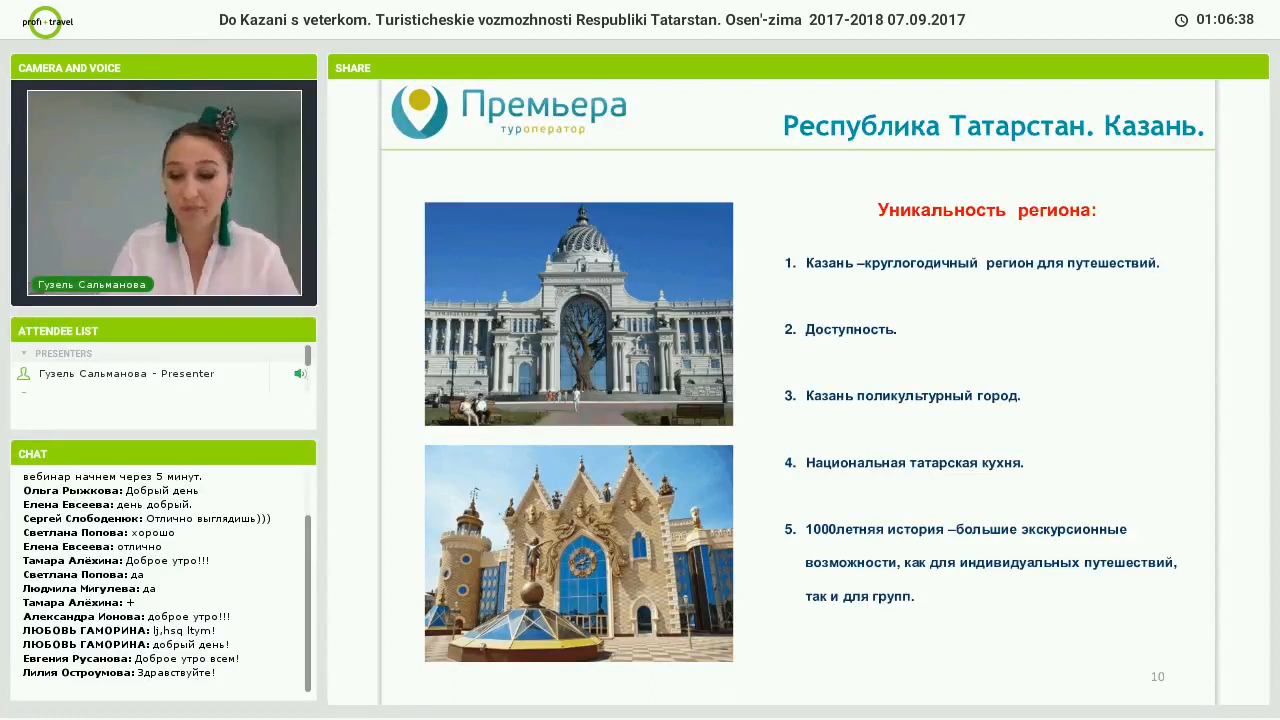 profi travel
Do Kazani s veterkom. Turisticheskie vozmozhnosti Respubliki Tatarstan. Osen'-zima 2017-2018 07.09.2017
01:06:38
CAMERA AND VOICE
Гузель Сальманова
ATTENDEE LIST
PRESENTERS
Гузель Сальманова - Presenter
CHAT
вебинар начнем через 5 минут.
Ольга Рыжкова: Добрый день
Елена Евсеева: день добрый.
Сергей Слободенюк: Отлично выглядишь)))
Светлана Попова: хорошо
Елена Евсеева: отлично
Тамара Алёхина: Доброе утро!!!
Светлана Попова: да
Людмила Мигулева: да
Тамара Алёхина: +
Александра Ионова: доброе утро!!!
ЛЮБОВЬ ГАМОРИНА: lj,hsq ltym!
ЛЮБОВЬ ГАМОРИНА: добрый день!
Евгения Русанова: Доброе утро всем!
Лилия Остроумова: Здравствуйте!
SHARE
Премьера
туроператор
Республика Татарстан. Казань.
Уникальность региона:
1. Казань –круглогодичный регион для путешествий.
2. Доступность.
3. Казань поликультурный город.
4. Национальная татарская кухня.
5. 1000летняя история –большие экскурсионные
возможности, как для индивидуальных путешествий,
так и для групп.
10